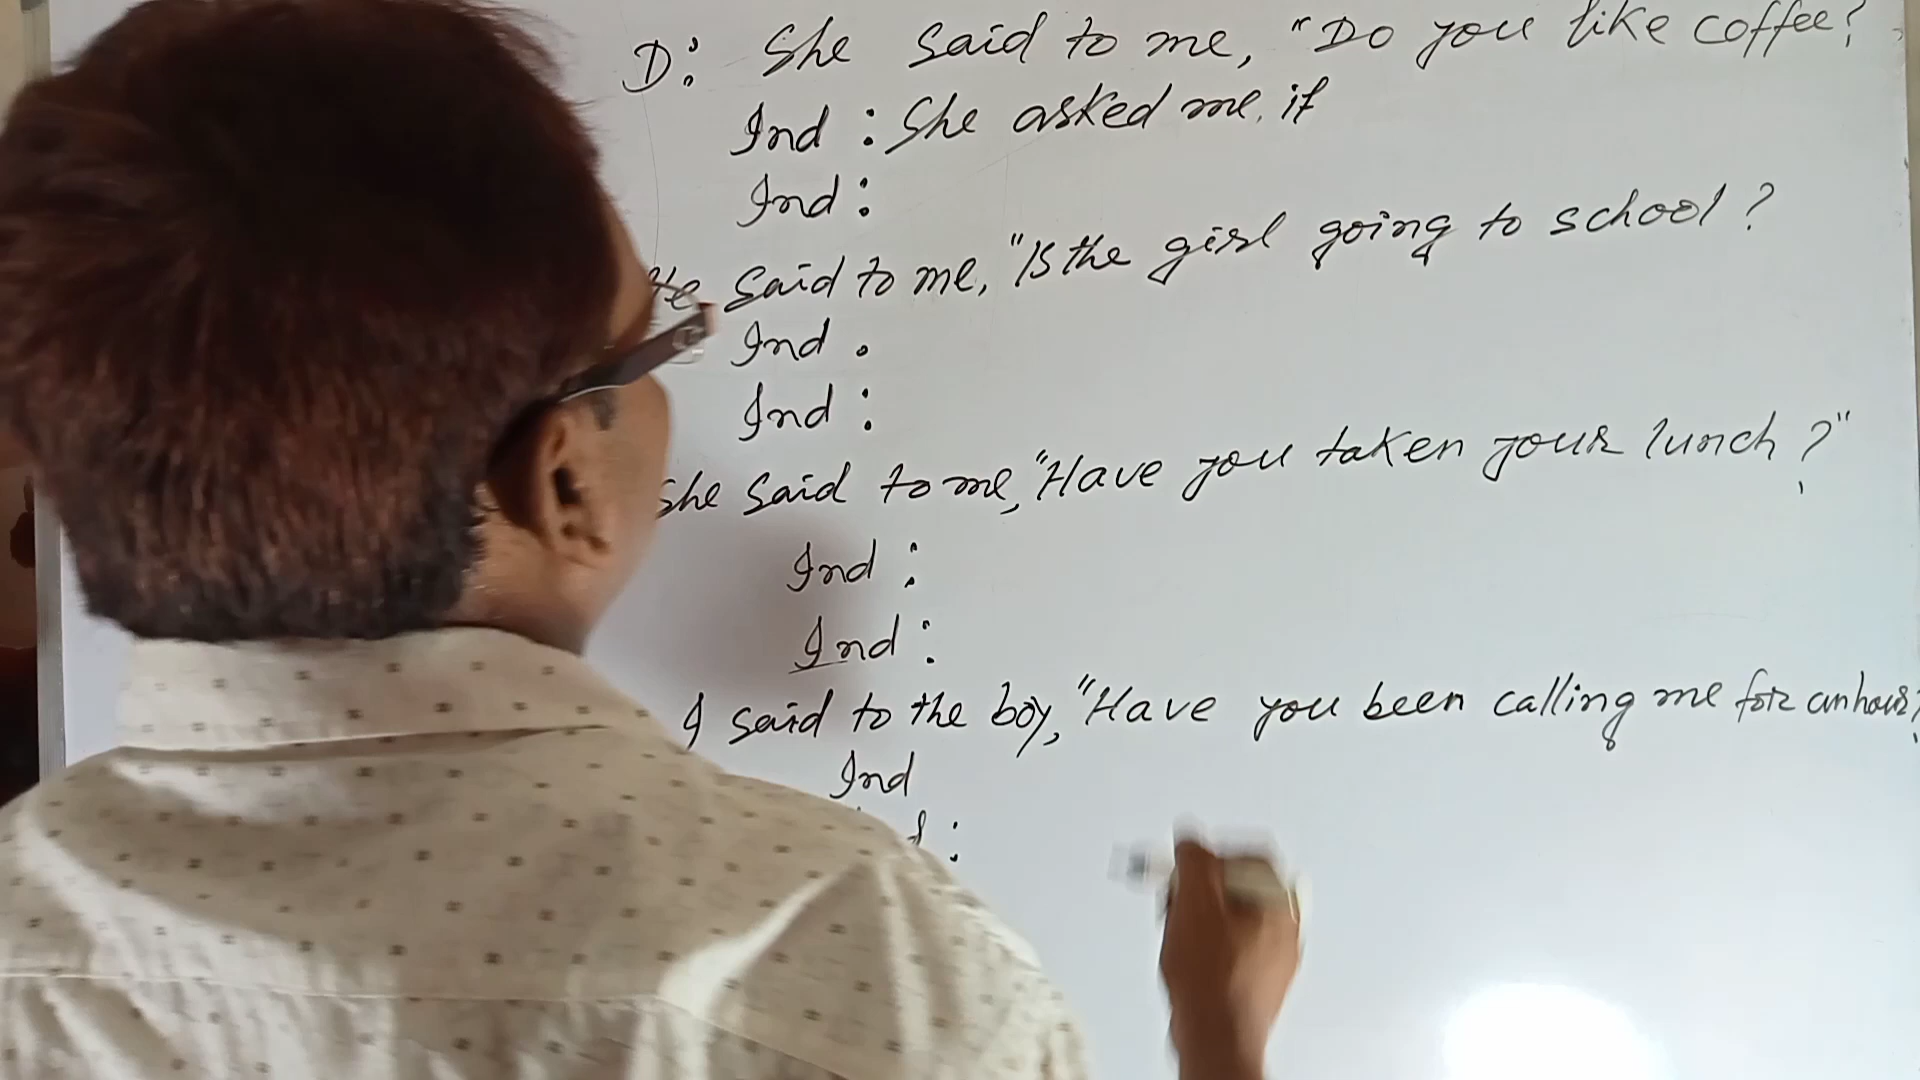 D: She said to me, "Do you like coffee?
Ind : She asked me if
Ind :
He said to me, "Is the girl going to school ?
Ind .
Ind :
She said to me, "Have you taken your lunch ?"
Ind :
Ind :
I said to the boy, "Have you been calling me for an hour?
Ind
: